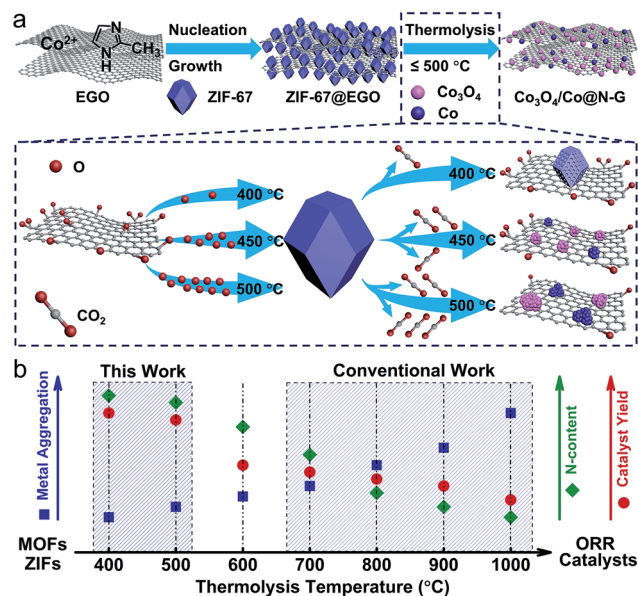 a
Co2+
N
CH3
N
H
EGO
Nucleation
Growth
ZIF-67
ZIF-67@EGO
Thermolysis
≤ 500 °C
Co3O4
Co
Co3O4/Co@N-G
O
CO2
400 °C
450 °C
500 °C
400 °C
450 °C
500 °C
b
This Work
Conventional Work
Metal Aggregation
N-content
Catalyst Yield
MOFs
ZIFs
400 500 600 700 800 900 1000
ORR
Catalysts
Thermolysis Temperature (°C)